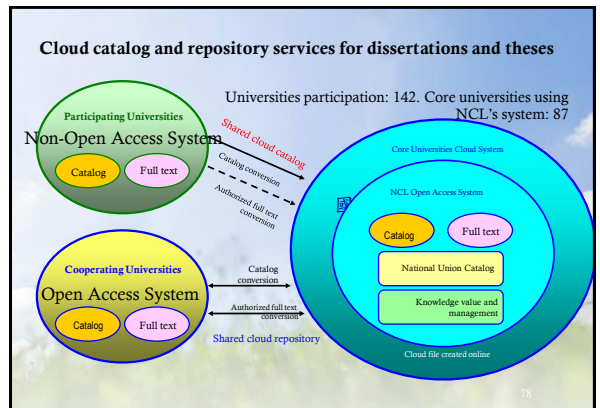 Cloud catalog and repository services for dissertations and theses
Universities participation: 142. Core universities using
NCL's system: 87
Participating Universities
Non-Open Access System
Catalog
Full text
Shared cloud catalog
Catalog conversion
Authorized full text
conversion
Cooperating Universities
Open Access System
Catalog
Full text
Catalog
conversion
Authorized full text
conversion
Shared cloud repository
Core Universities Cloud System
NCL Open Access System
Catalog
Full text
National Union Catalog
Knowledge value and
management
Cloud file created online
78